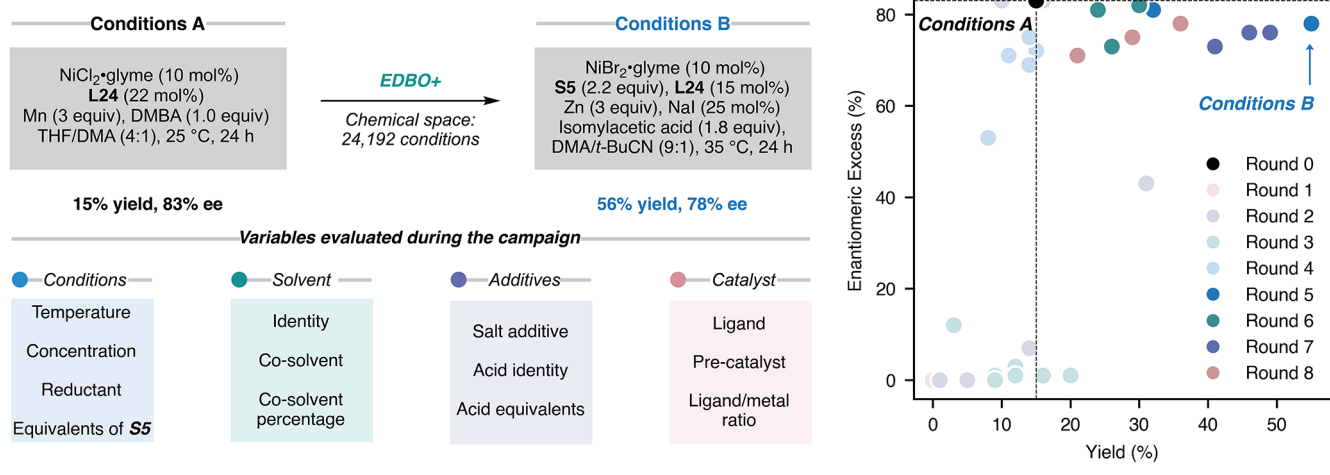 Conditions A
NiCl₂•glyme (10 mol%)
L24 (22 mol%)
Mn (3 equiv), DMBA (1.0 equiv)
THF/DMA (4:1), 25 °C, 24 h
15% yield, 83% ee
EDBO+
Chemical space:
24,192 conditions
Conditions B
NiBr₂•glyme (10 mol%)
S5 (2.2 equiv), L24 (15 mol%)
Zn (3 equiv), NaI (25 mol%)
Isomylacetic acid (1.8 equiv),
DMA/t-BuCN (9:1), 35 °C, 24 h
56% yield, 78% ee
Variables evaluated during the campaign
Conditions
Temperature
Concentration
Reductant
Equivalents of S5
Solvent
Identity
Co-solvent
Co-solvent
percentage
Additives
Salt additive
Acid identity
Acid equivalents
Catalyst
Ligand
Pre-catalyst
Ligand/metal
ratio
Enantiomeric Excess (%)
80
60
40
20
0
Conditions A
Conditions B
Round 0
Round 1
Round 2
Round 3
Round 4
Round 5
Round 6
Round 7
Round 8
0 10 20 30 40 50
Yield (%)